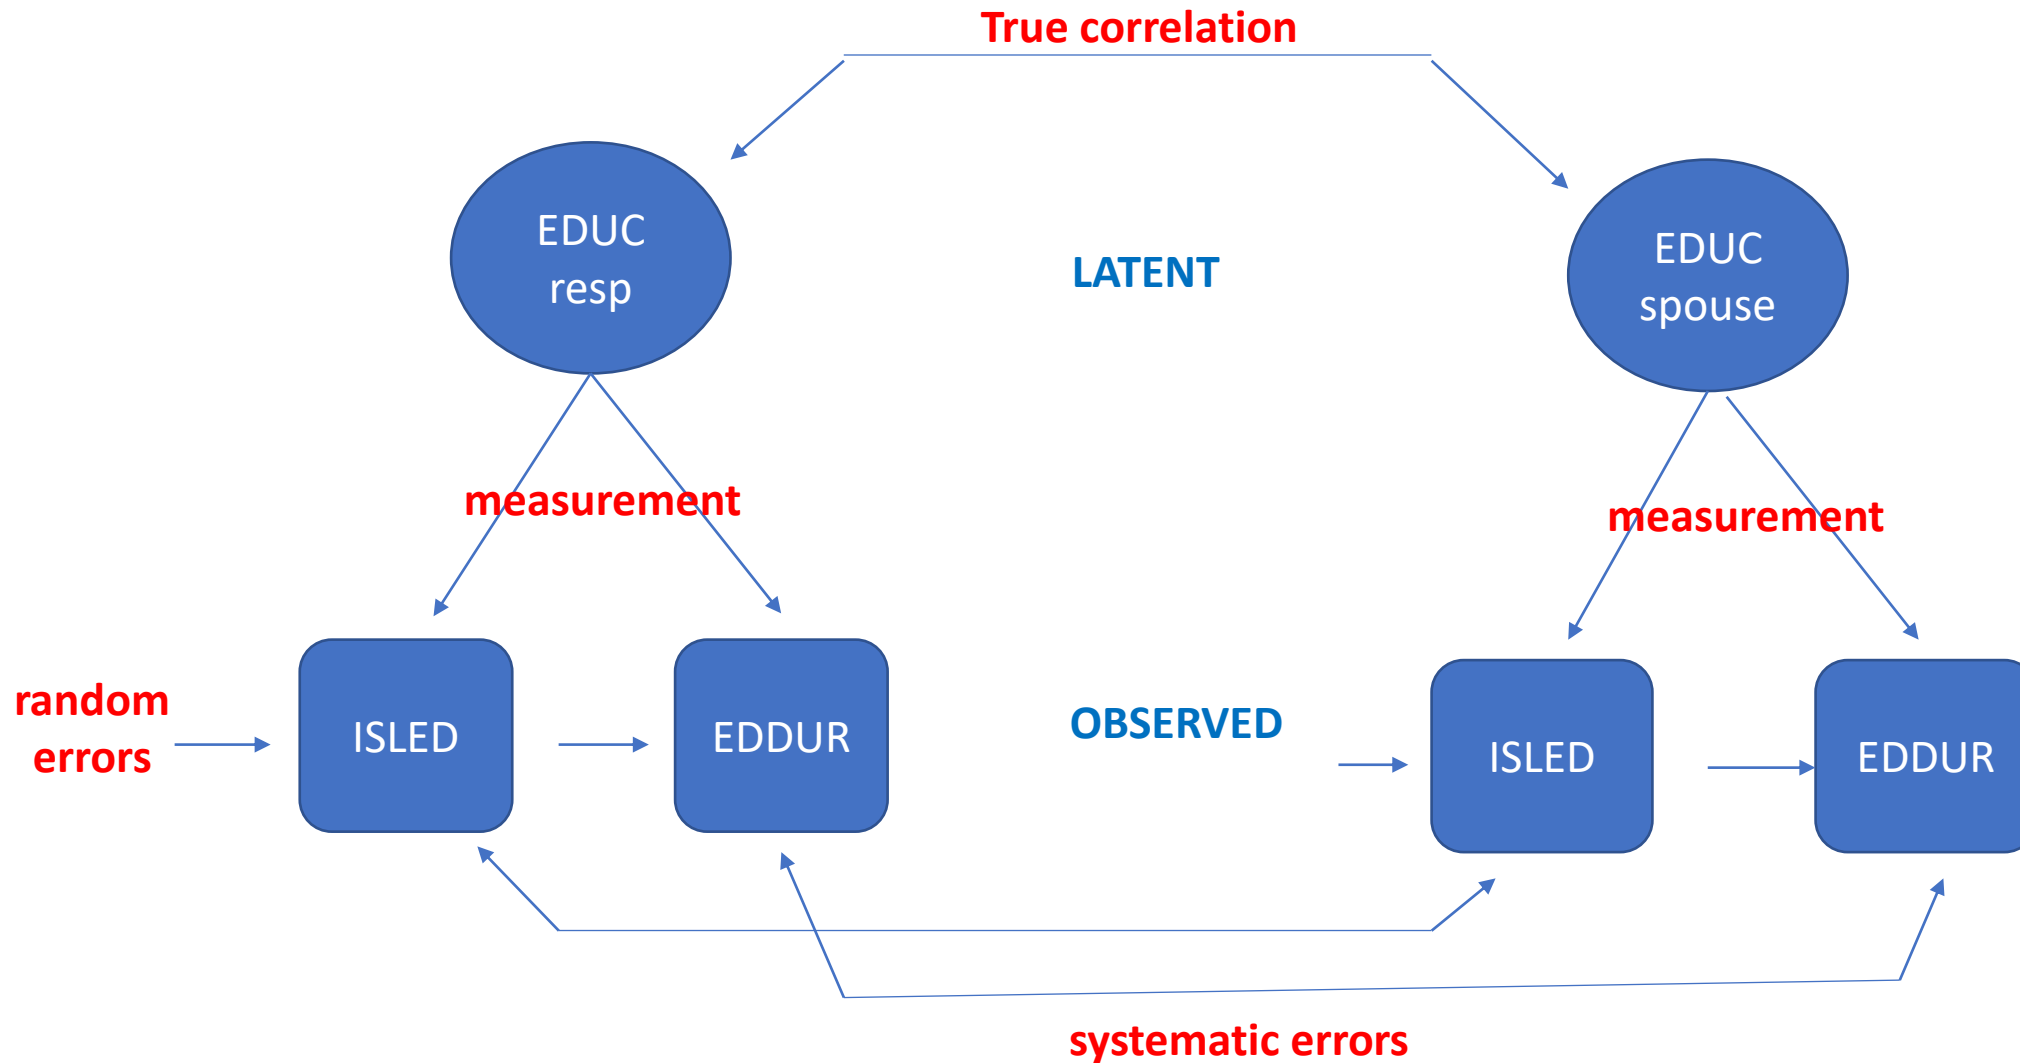 True correlation
EDUC
resp
LATENT
EDUC
spouse
measurement
measurement
random
errors
ISLED
EDDUR
OBSERVED
ISLED
EDDUR
systematic errors